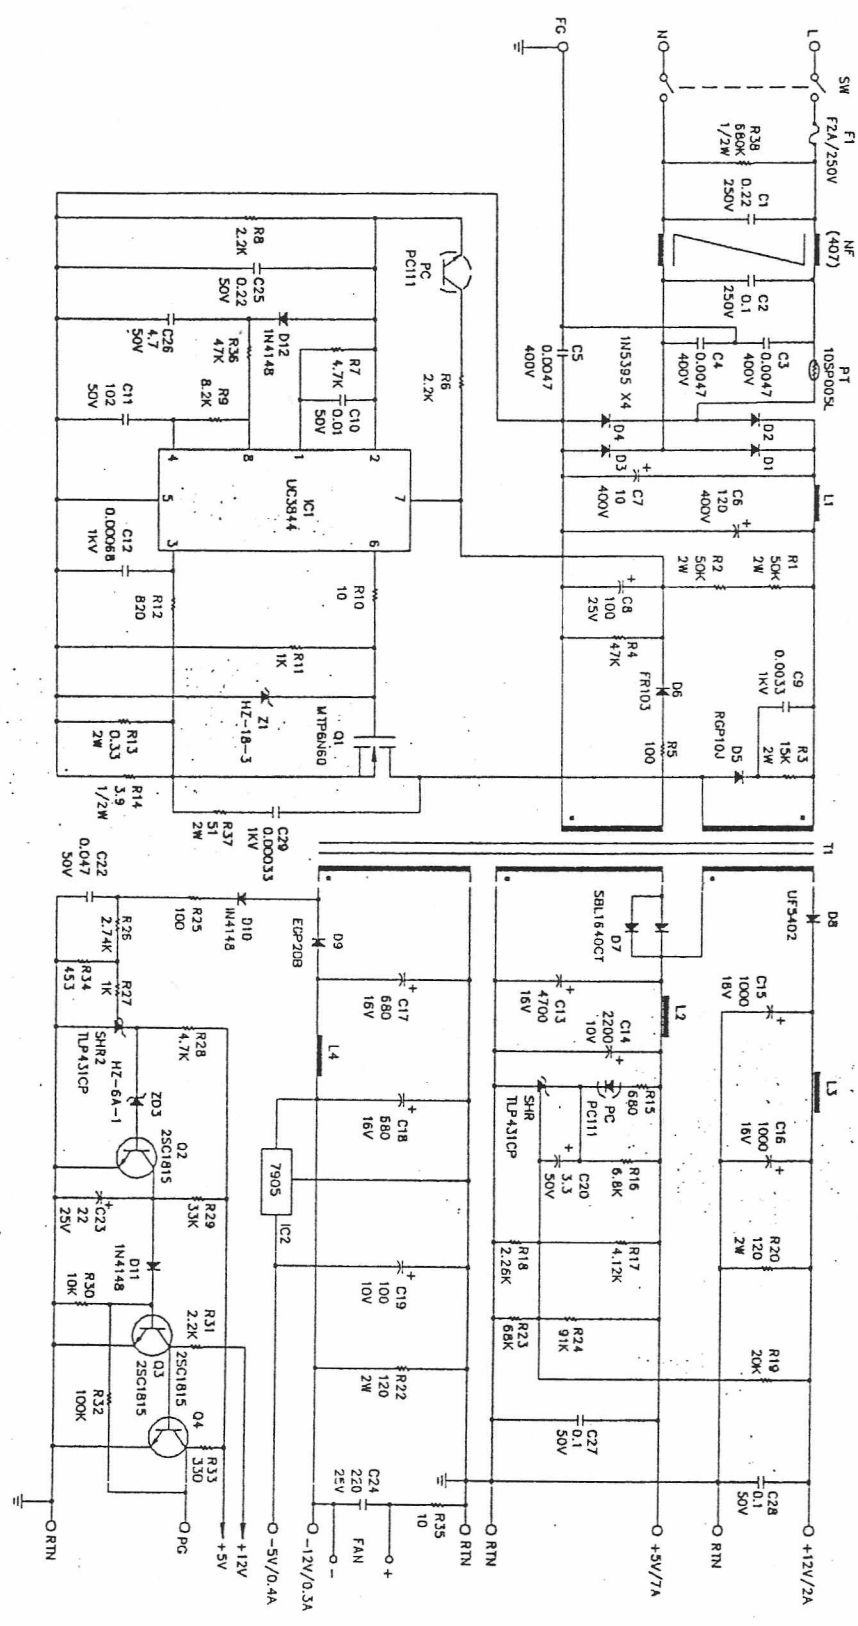 SW
F1
F2A/250V
R38
680K
1/2W
C1
0.22
250V
NF
(407)
C2
0.1
250V
PT
10SP005L
C3
0.0047
400V
C4
0.0047
400V
L
N
FG
C5
0.0047
400V
1N5395 X4
D2
D1
D4
D3
L1
C6
120
400V
C7
10
400V
R1
50K
2W
R2
50K
2W
C8
100
25V
R4
47K
D6
FR103
R5
100
C9
0.0033
1KV
R3
15K
2W
D5
RGP10J
T1
D8
UF5402
C15
1000
16V
L3
C16
1000
16V
R20
120
2W
R19
20K
C28
0.1
50V
+12V/2A
RTN
D7
SBL1640CT
L2
C13
4700
16V
C14
2200
10V
R15
680
PC
PC111
SHR
TLP431CP
C20
3.3
50V
R16
6.8K
R17
4.12K
R18
2.26K
R24
91K
R23
68K
C27
0.1
50V
+5V/7A
RTN
PC
PC111
R6
2.2K
R8
2.2K
C25
0.22
50V
D12
1N4148
C26
4.7
50V
R36
47K
R9
8.2K
R7
4.7K
C10
0.01
50V
C11
102
50V
IC1
UC3844
2
1
8
4
7
5
6
3
C12
0.00068
1KV
R10
10
R12
820
R11
1K
Z1
HZ-18-3
Q1
MTP6N60
R13
0.33
2W
R14
3.9
1/2W
R37
51
2W
C29
0.00033
1KV
D9
EGP20B
C17
680
16V
L4
C18
680
16V
7905
IC2
C19
100
10V
R22
120
2W
C24
220
25V
R35
10
RTN
+
FAN
-
-12V/0.3A
-5V/0.4A
D10
1N4148
R25
100
C22
0.047
50V
R26
2.74K
R34
453
R27
1K
SHR2
TLP431CP
R28
4.7K
ZD3
HZ-6A-1
Q2
2SC1815
C23
22
25V
R29
33K
D11
1N4148
R30
10K
R31
2.2K
Q3
2SC1815
R32
100K
Q4
2SC1815
R33
330
+12V
+5V
PG
RTN